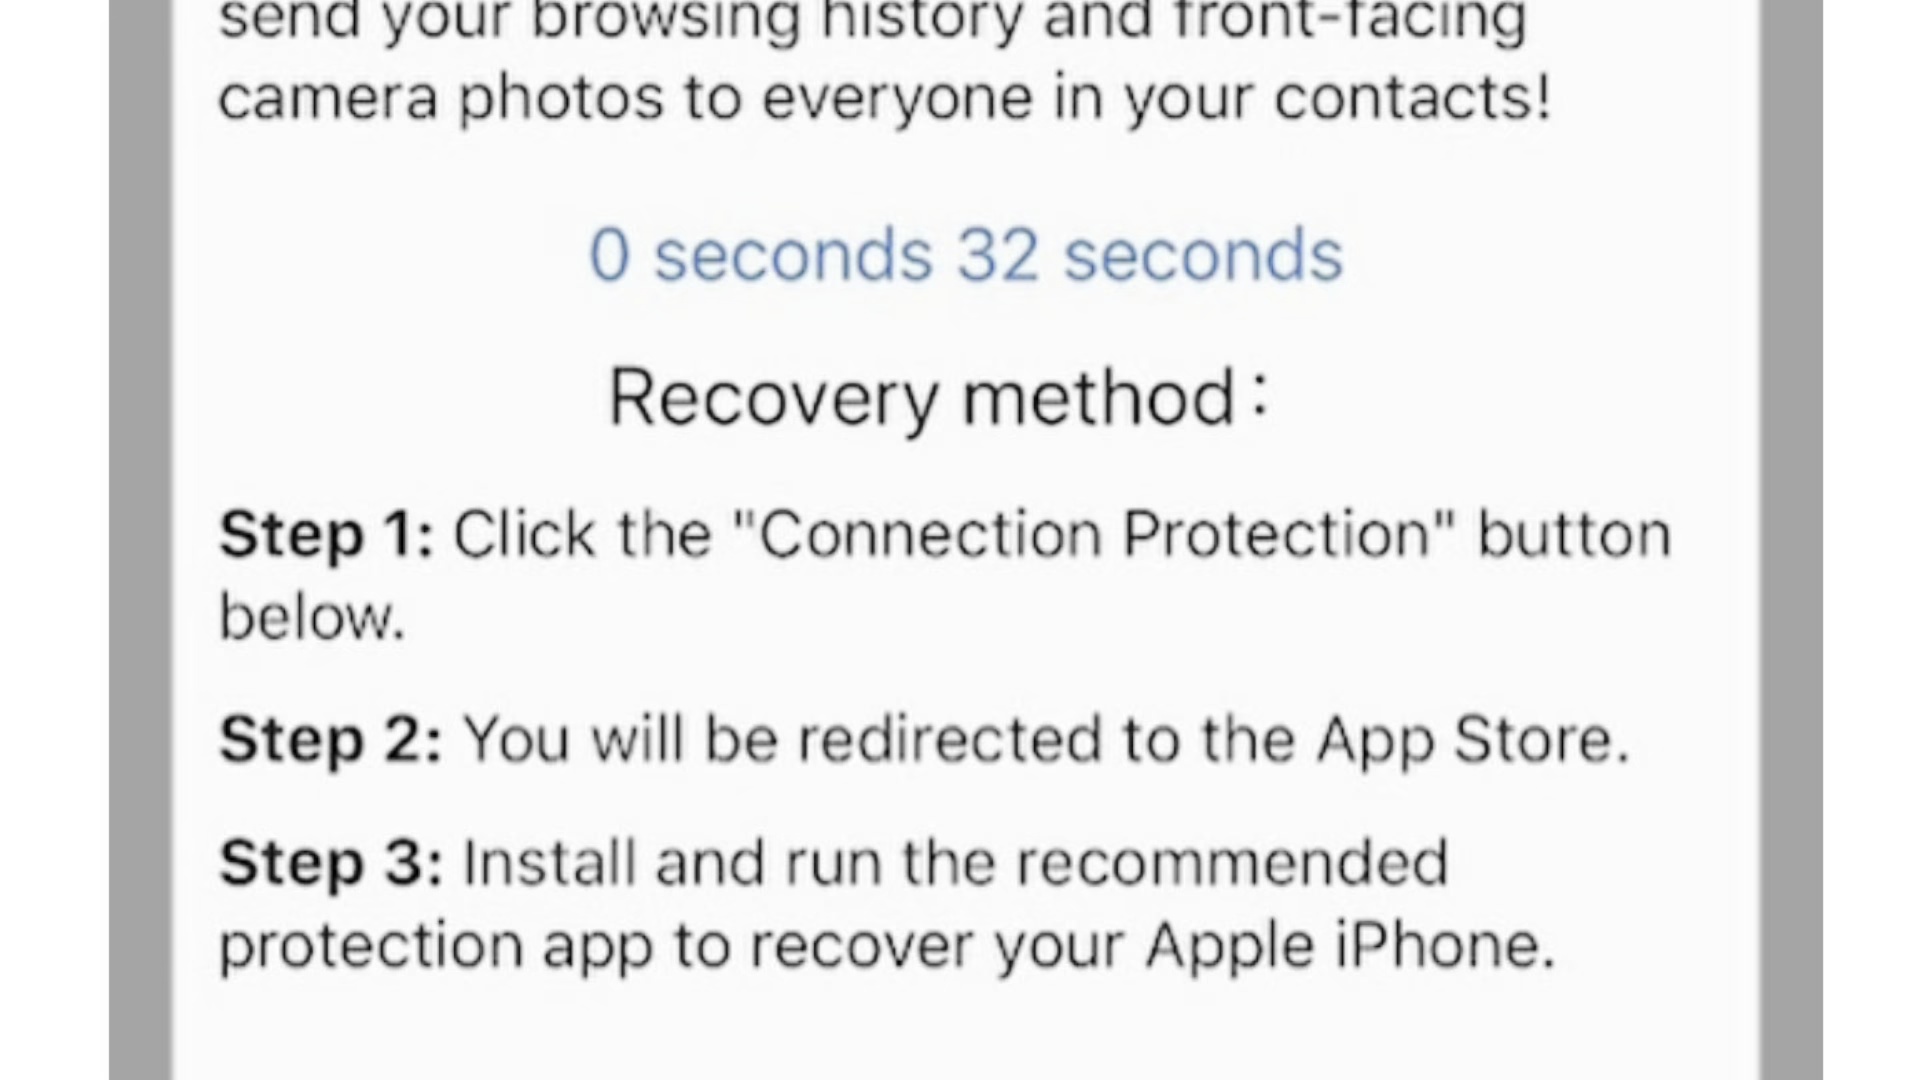 send your browsing history and front-facing
camera photos to everyone in your contacts!
0 seconds 32 seconds
Recovery method:
Step 1: Click the "Connection Protection" button
below.
Step 2: You will be redirected to the App Store.
Step 3: Install and run the recommended
protection app to recover your Apple iPhone.